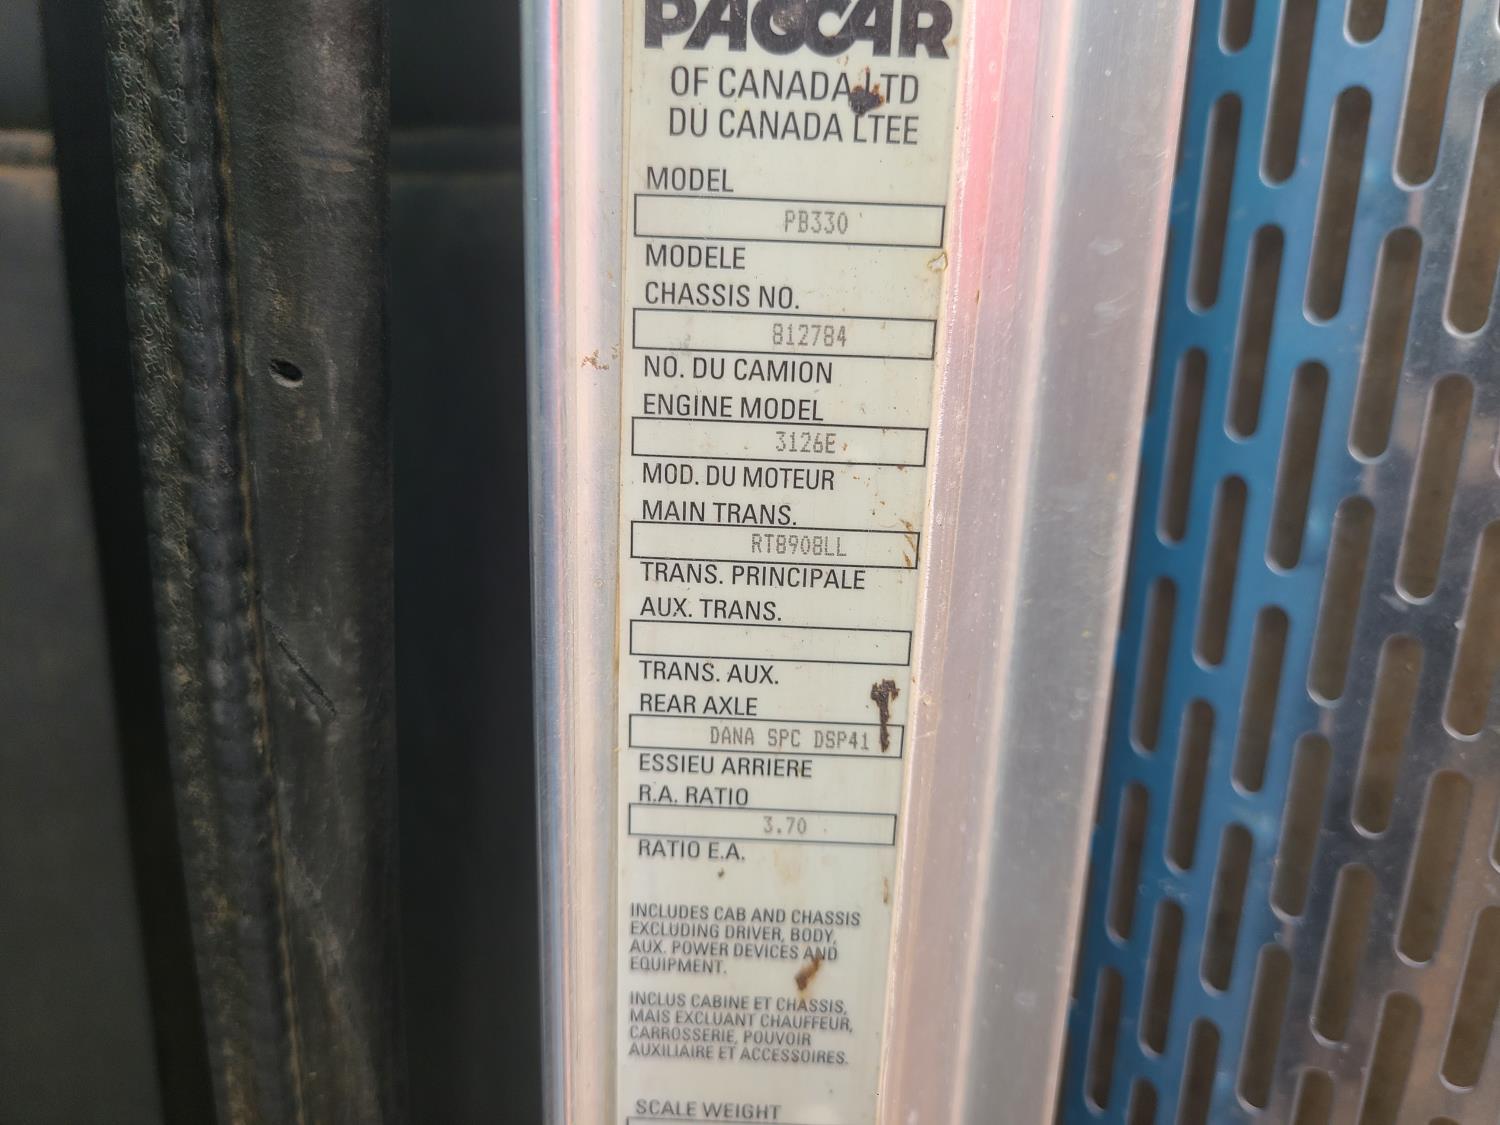 PACCAR
OF CANADA LTD
DU CANADA LTEE
MODEL
PB330
MODELE
CHASSIS NO.
812784
NO. DU CAMION
ENGINE MODEL
3126E
MOD. DU MOTEUR
MAIN TRANS.
RT8908LL
TRANS. PRINCIPALE
AUX. TRANS.
TRANS. AUX.
REAR AXLE
DANA SPC DSP41
ESSIEU ARRIERE
R.A. RATIO
3.70
RATIO E.A.
INCLUDES CAB AND CHASSIS
EXCLUDING DRIVER, BODY,
AUX. POWER DEVICES AND
EQUIPMENT.
INCLUS CABINE ET CHASSIS,
MAIS EXCLUANT CHAUFFEUR,
CARROSSERIE, POUVOIR
AUXILIAIRE ET ACCESSOIRES.
SCALE WEIGHT